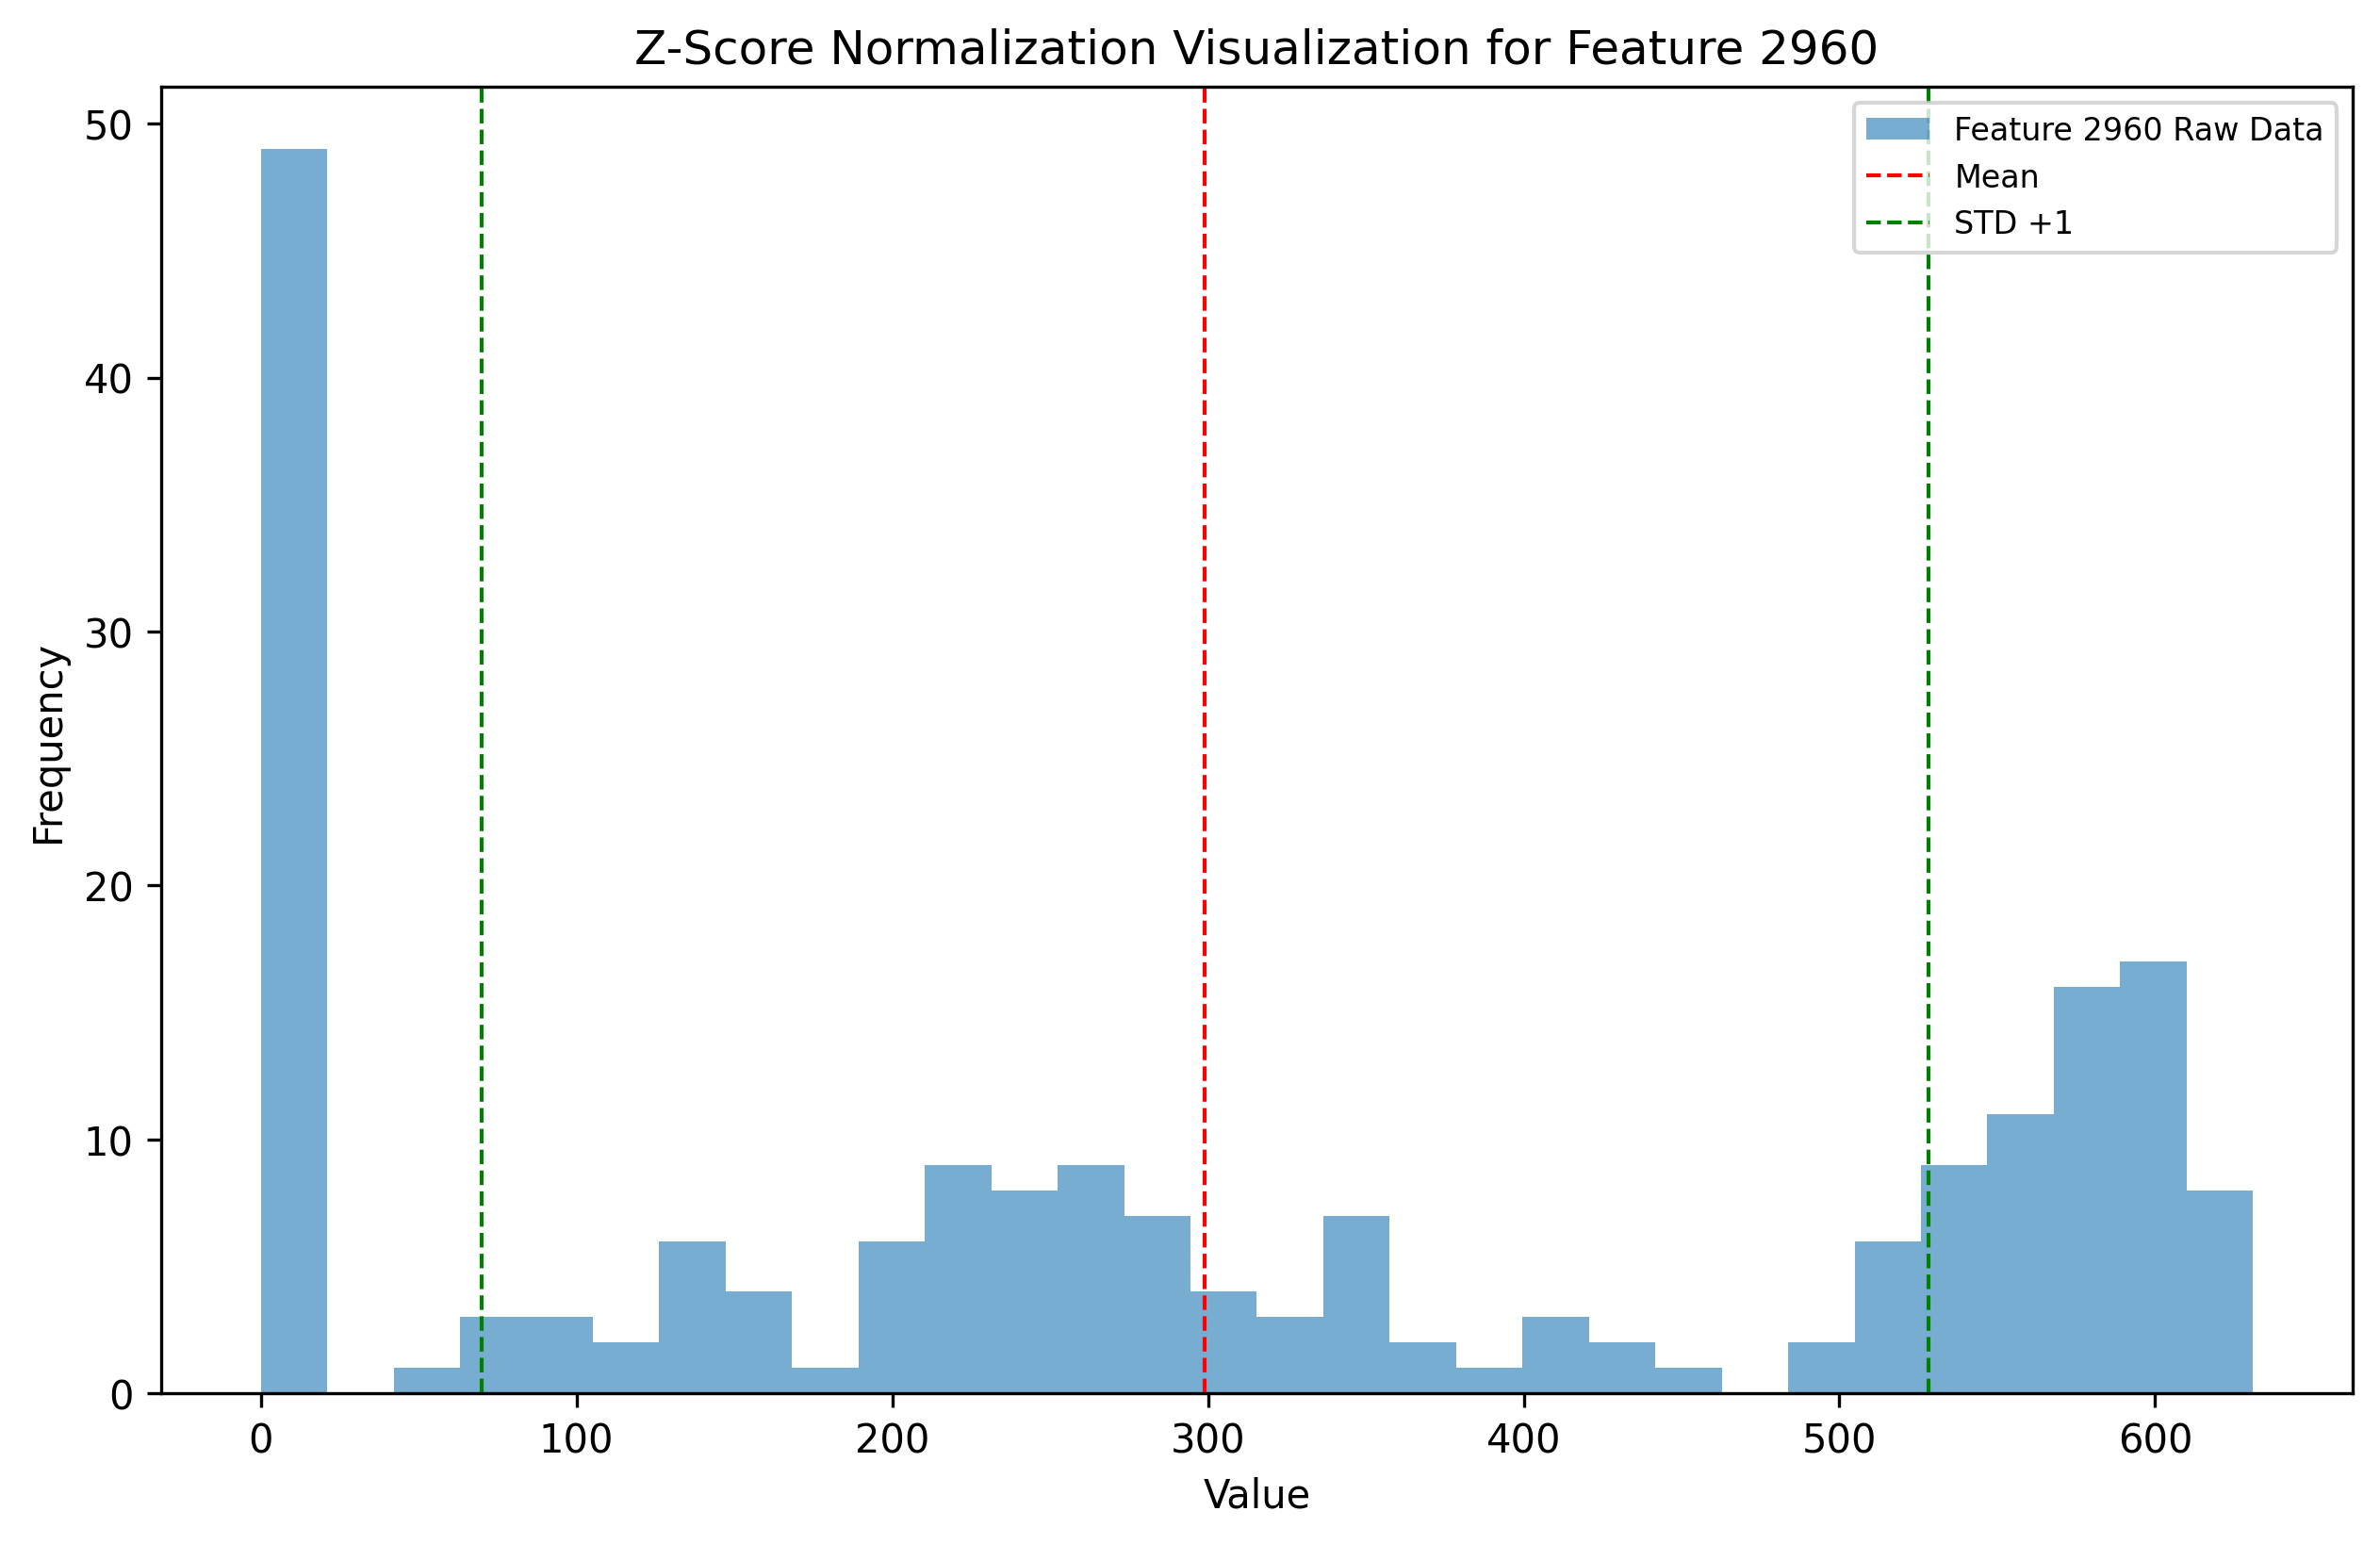 Z-Score Normalization Visualization for Feature 2960
50
40
30
20
10
0
Frequency
Feature 2960 Raw Data
Mean
STD +1
0 100 200 300 400 500 600
Value